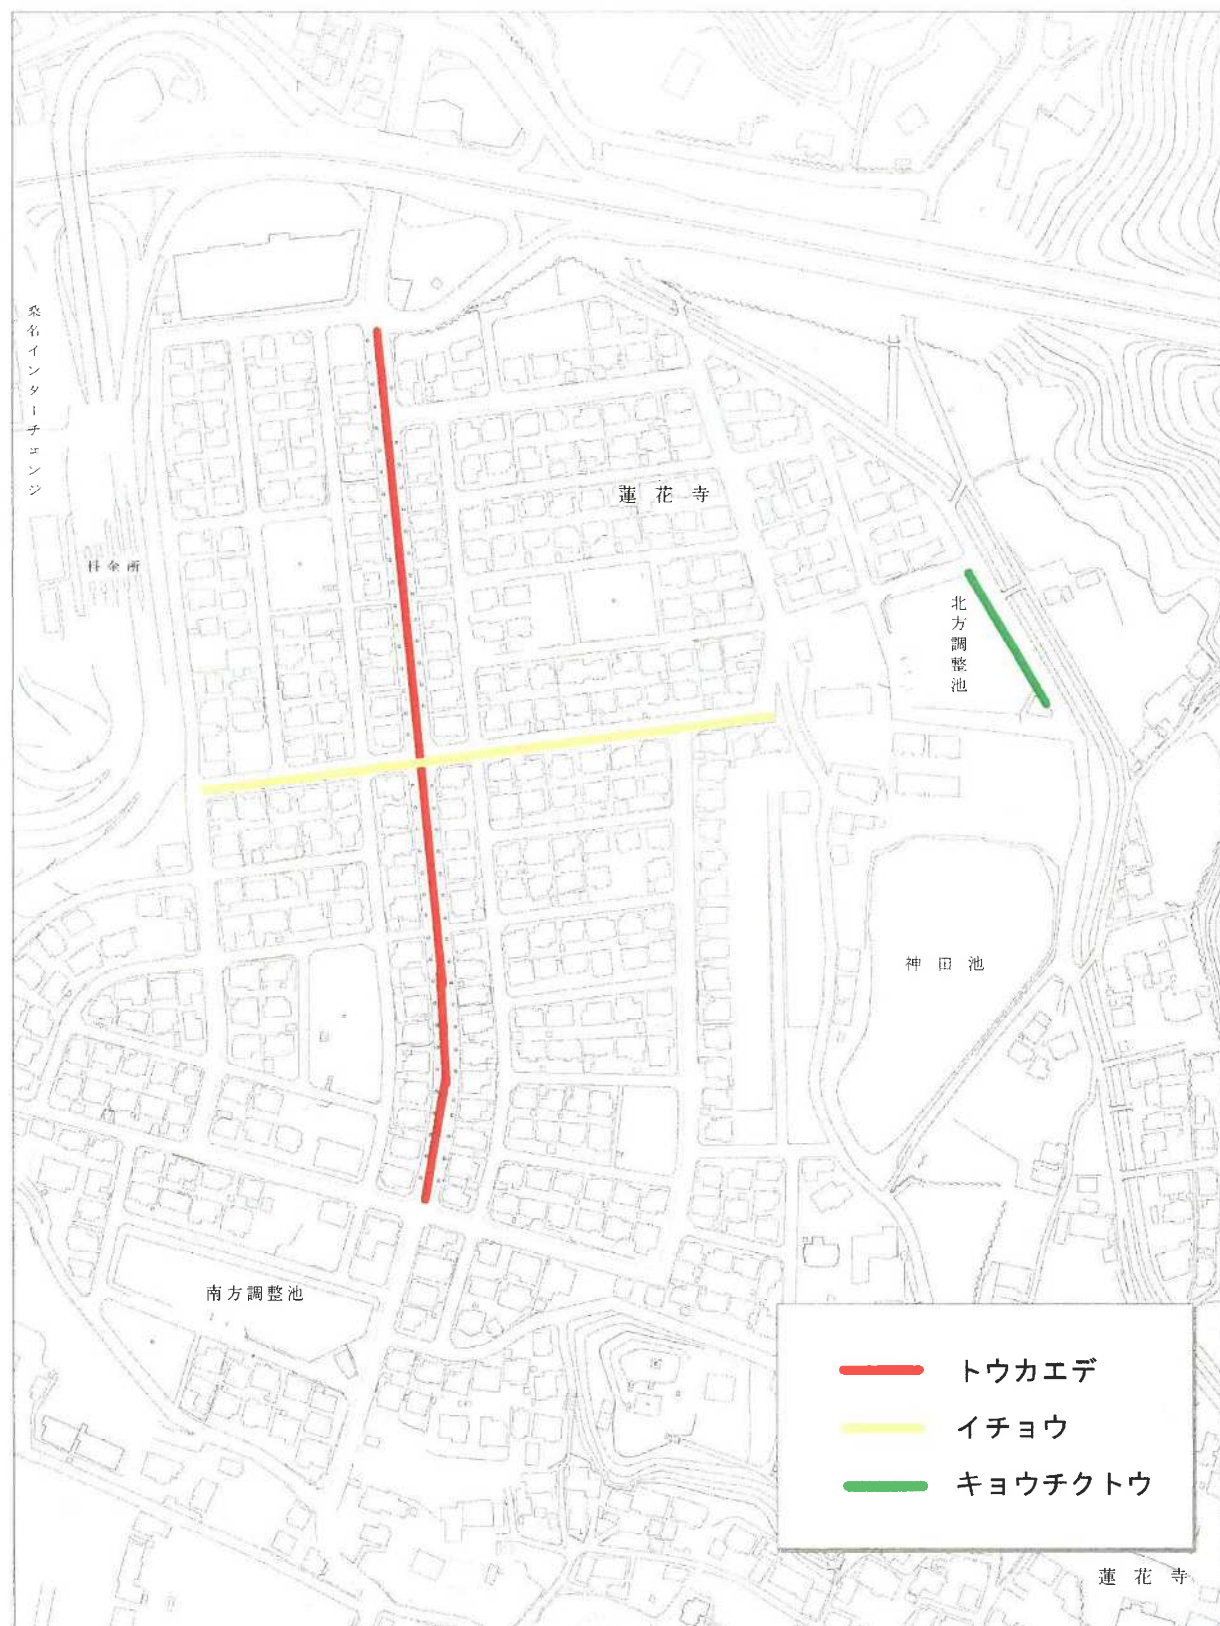 桑名インターチェンジ
蓮花寺
料金所
北方調整池
神田池
南方調整池
トウカエデ
イチョウ
キョウチクトウ
蓮花寺